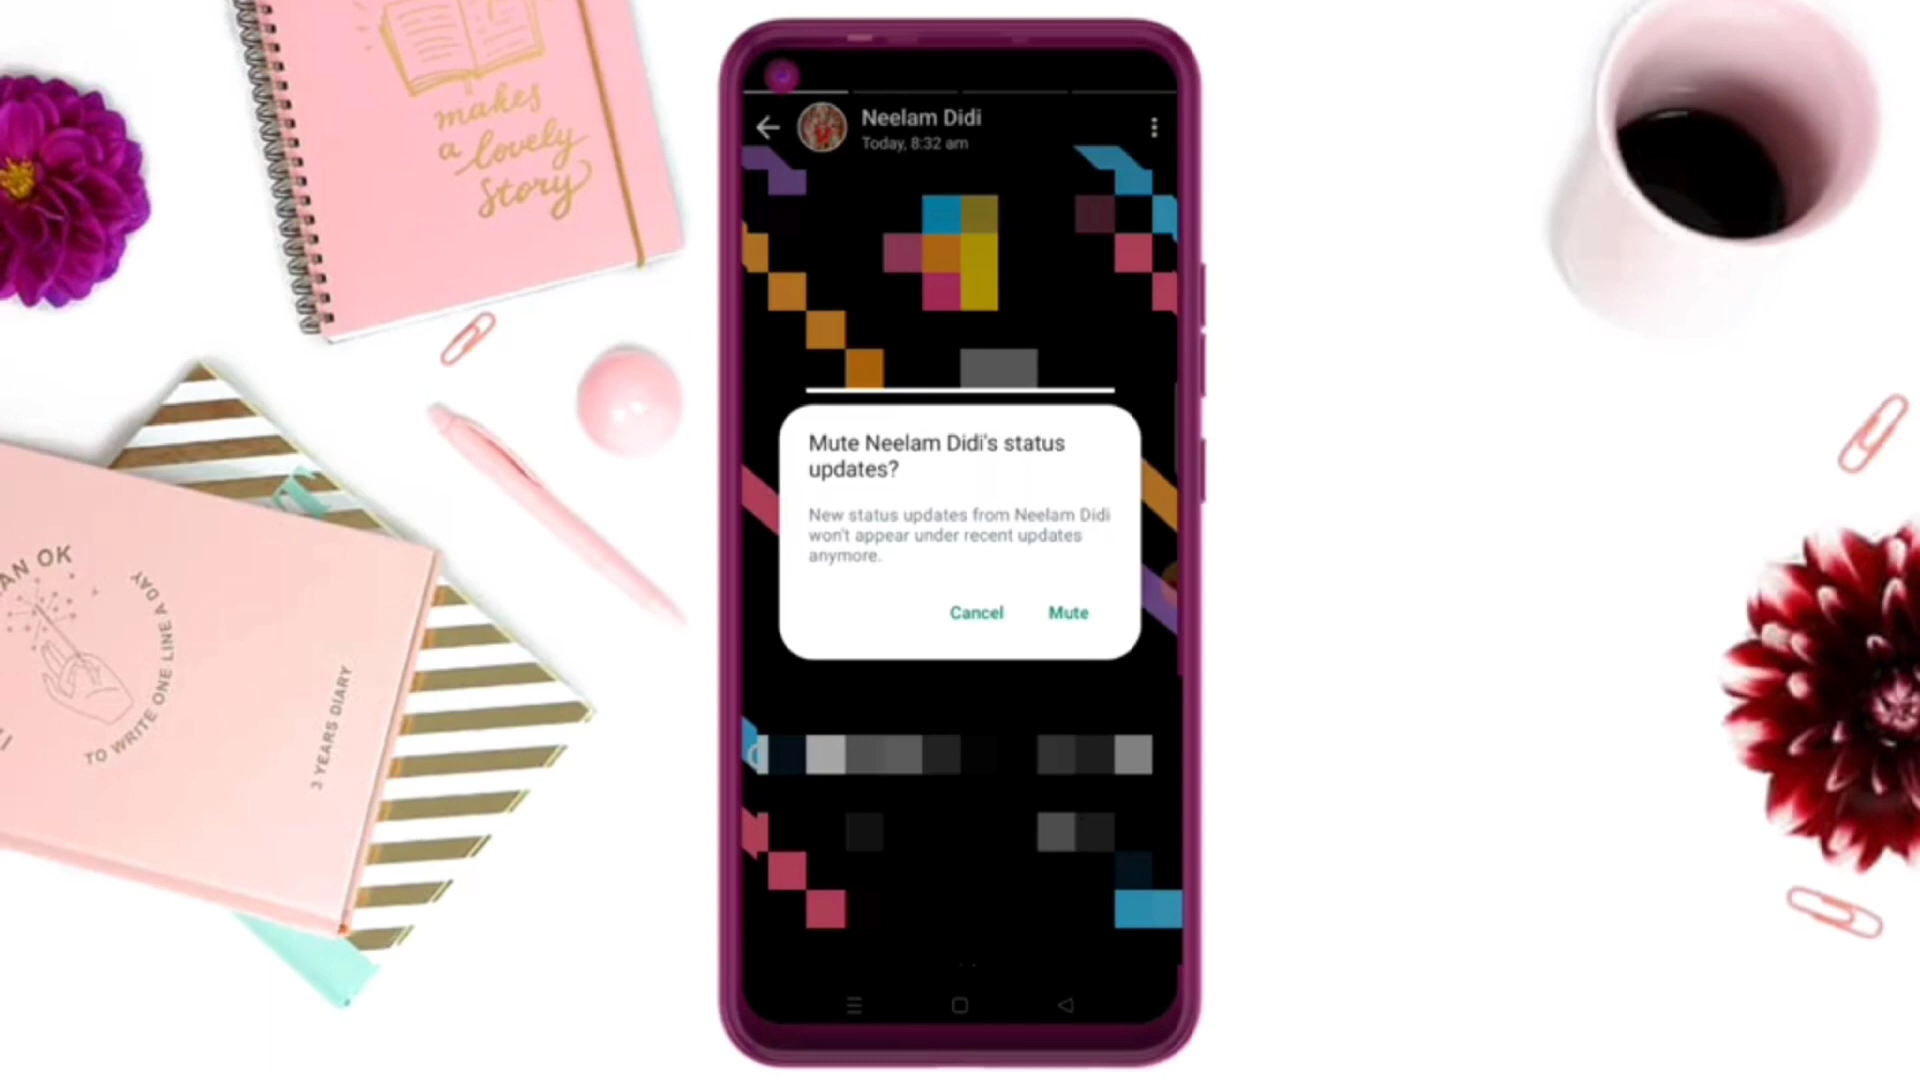 makes
a lovely
story
AN OK
TO WRITE ONE LINE A DAY
3 YEARS DIARY
Neelam Didi
Today, 8:32 am
Mute Neelam Didi's status
updates?
New status updates from Neelam Didi
won't appear under recent updates
anymore.
Cancel
Mute